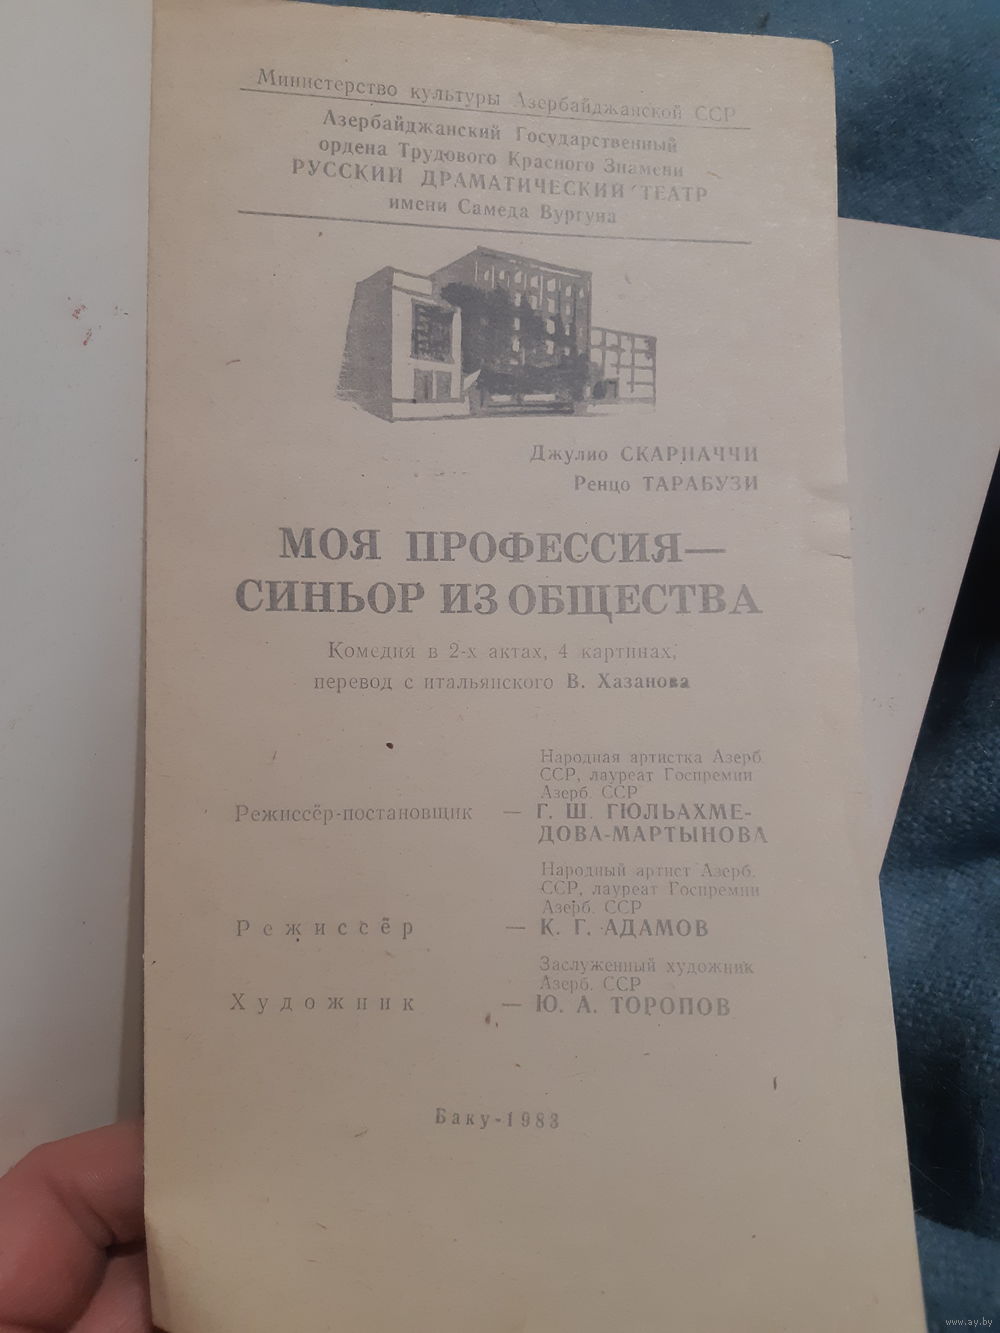 Министерство культуры Азербайджанской ССР
Азербайджанский Государственный
ордена Трудового Красного Знамени
РУССКИЙ ДРАМАТИЧЕСКИЙ ТЕАТР
имени Самеда Вургуна
Джулио СКАРНАЧЧИ
Ренцо ТАРАБУЗИ
МОЯ ПРОФЕССИЯ—
СИНЬОР ИЗ ОБЩЕСТВА
Комедия в 2-х актах, 4 картинах,
перевод с итальянского В. Хазанова
Народная артистка Азерб.
ССР, лауреат Госпремии
Азерб. ССР
Режиссёр-постановщик — Г. Ш. ГЮЛЬАХМЕ-
ДОВА-МАРТЫНОВА
Народный артист Азерб.
ССР, лауреат Госпремии
Азерб. ССР
Режиссёр — К. Г. АДАМОВ
Заслуженный художник
Азерб. ССР
Художник — Ю. А. ТОРОПОВ
Баку-1983
www.ay.by